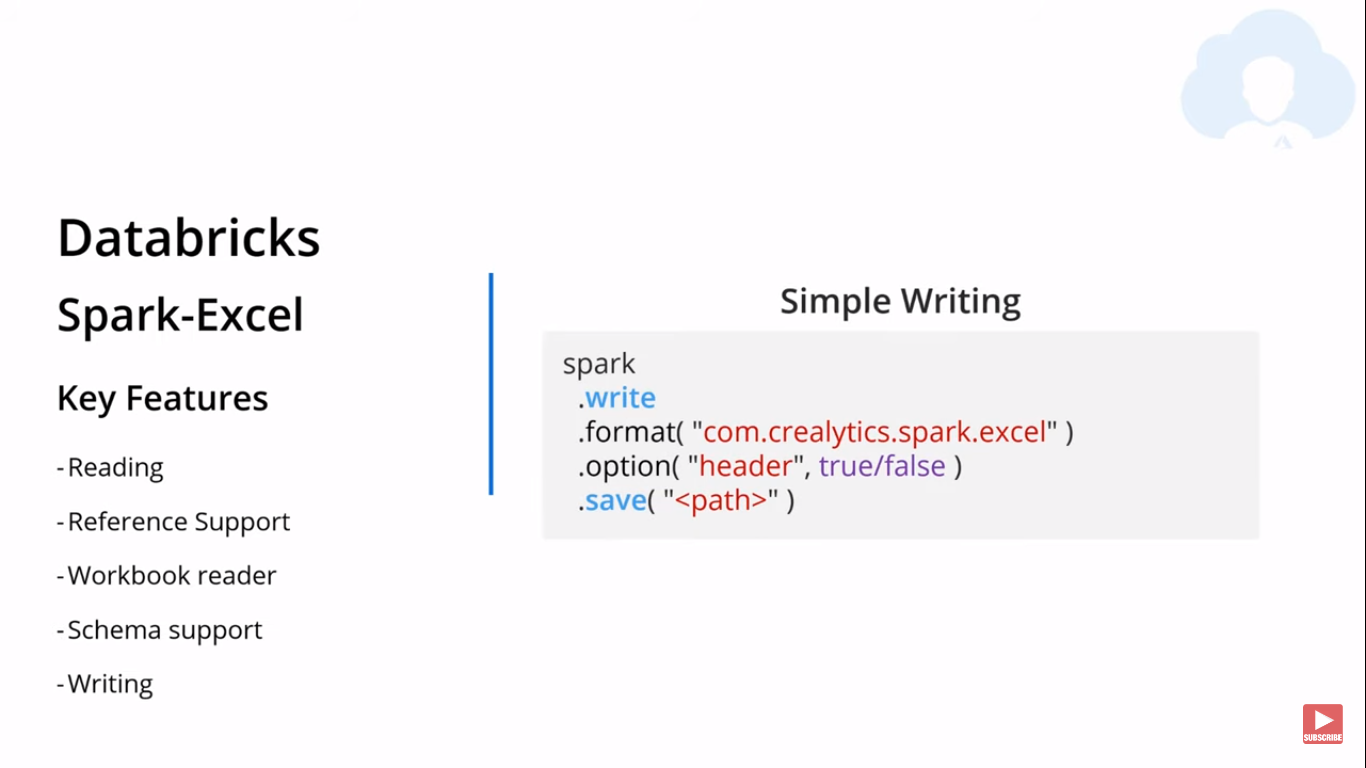 Databricks
Spark-Excel
Key Features
-Reading
-Reference Support
-Workbook reader
-Schema support
-Writing
Simple Writing
spark
.write
.format( "com.crealytics.spark.excel" )
.option( "header", true/false )
.save( "<path>" )
SUBSCRIBE